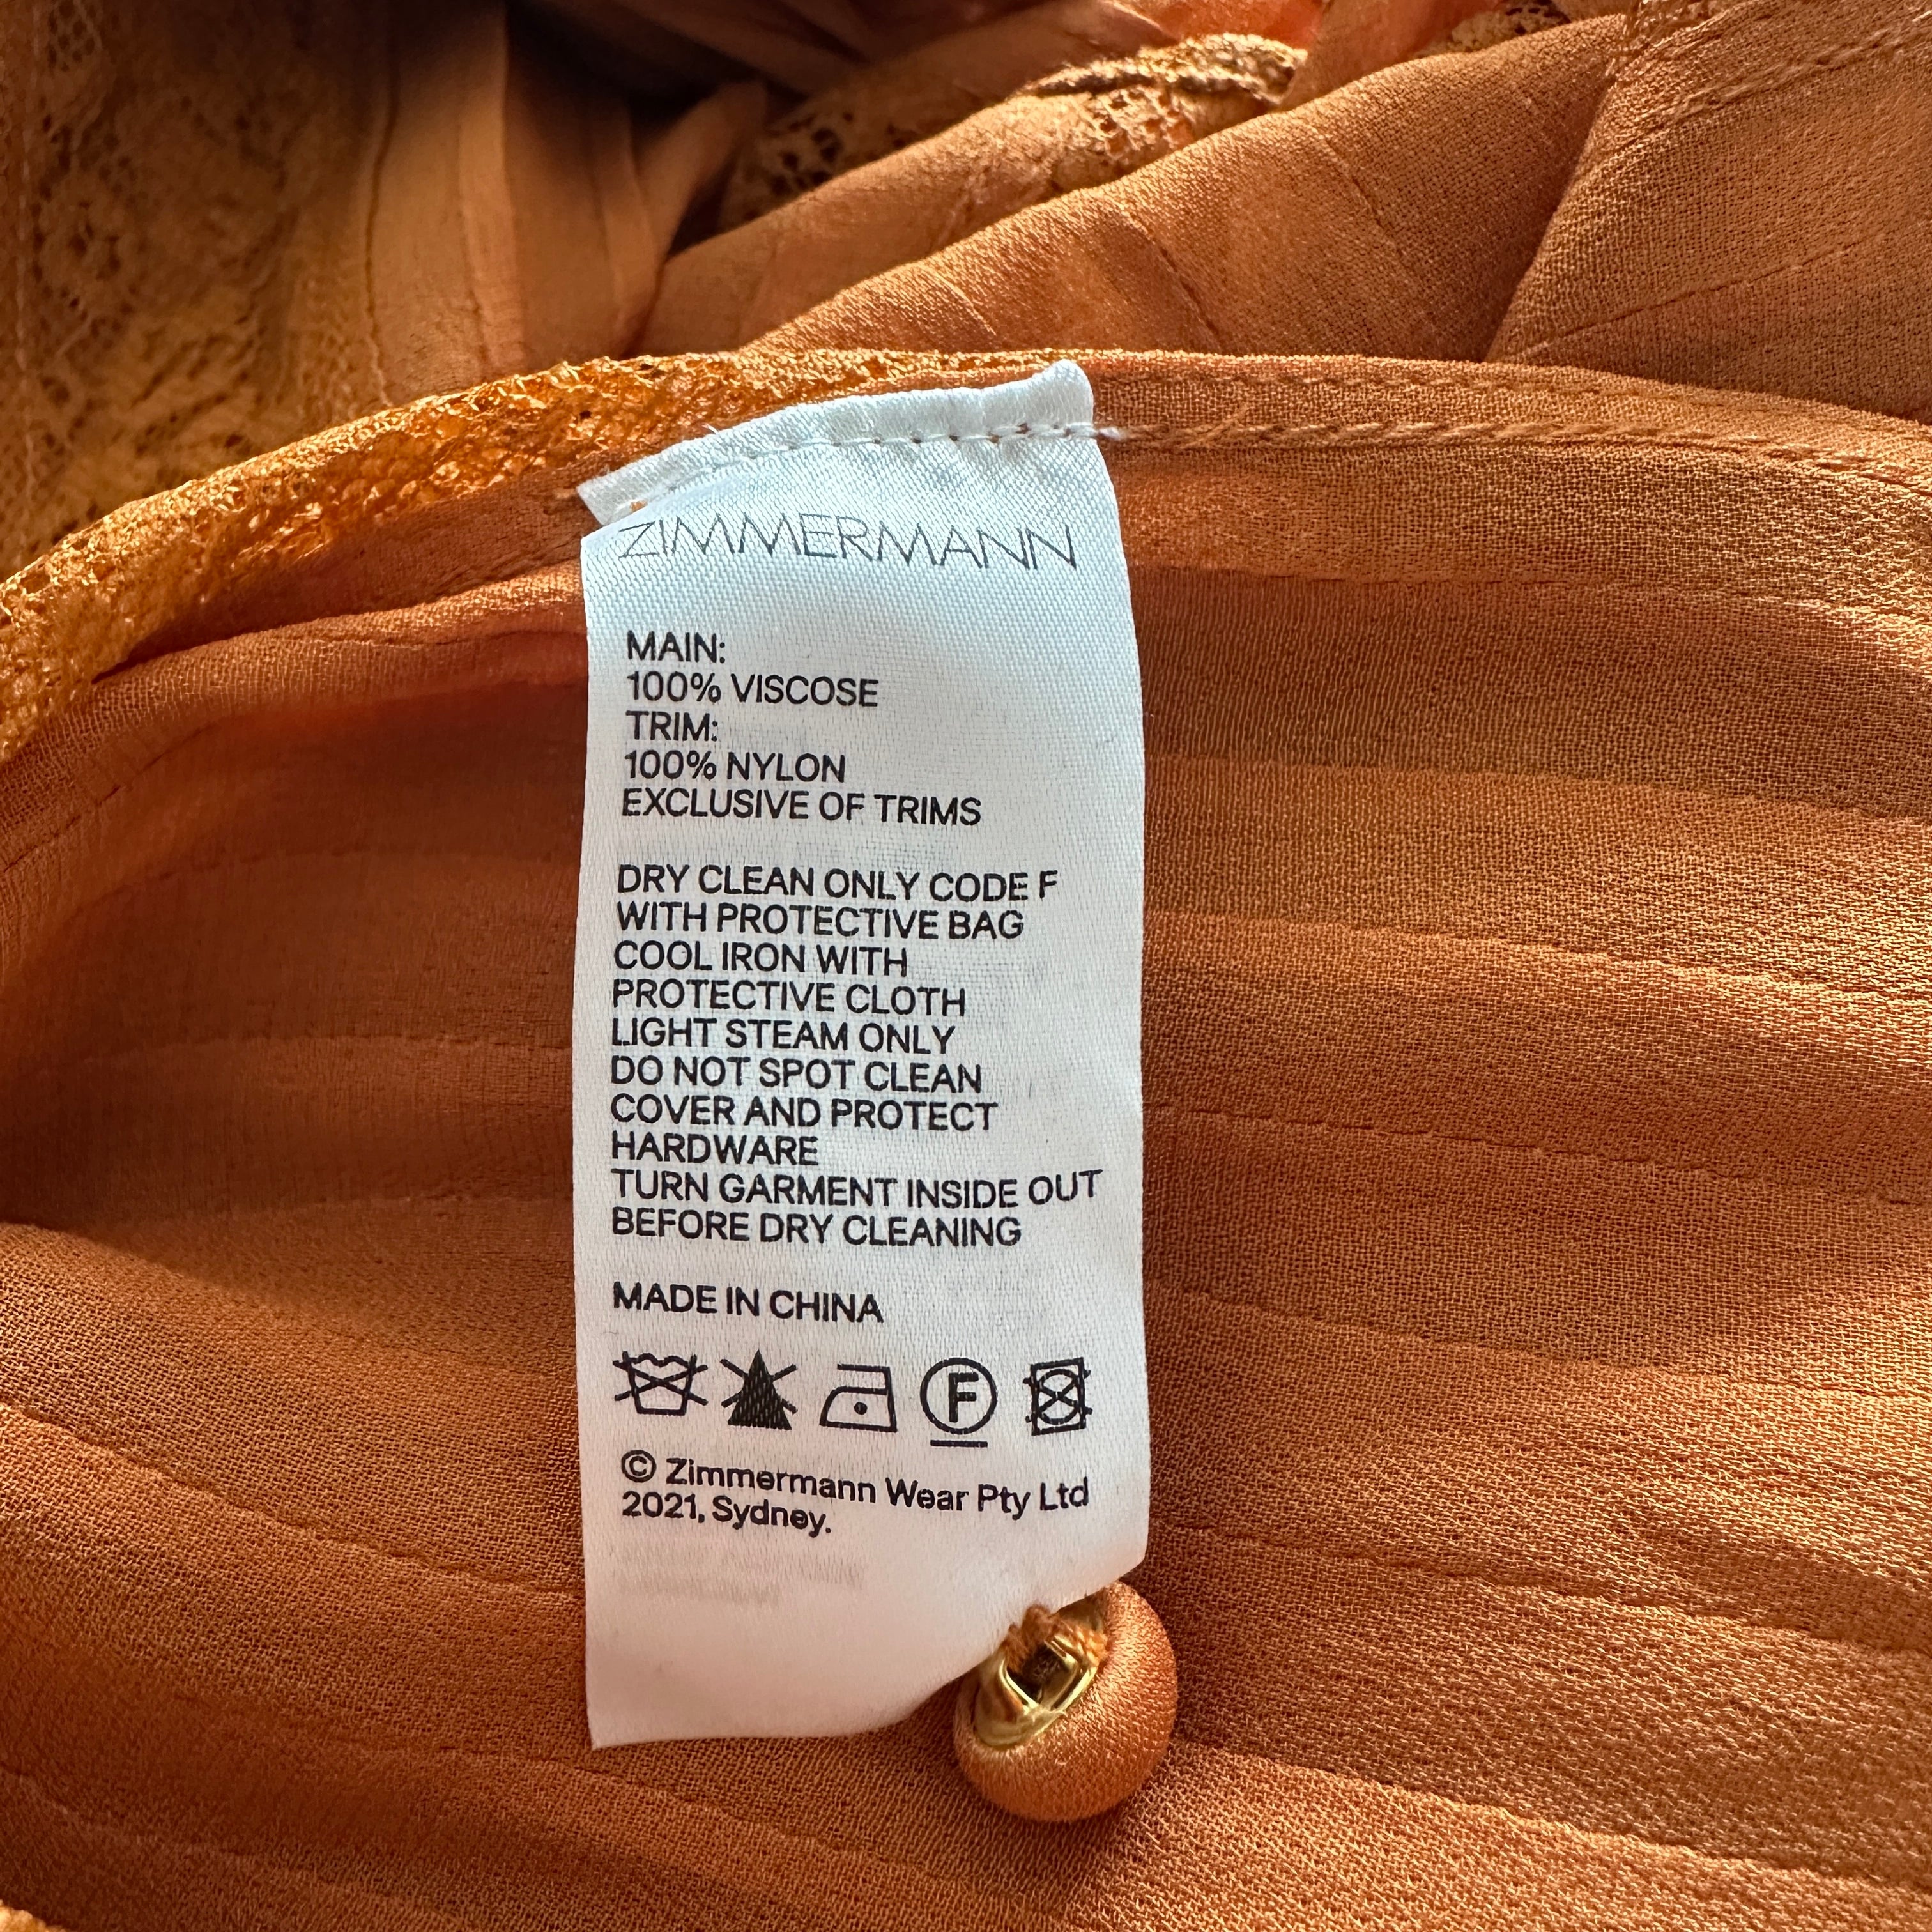 ZIMMERMANN
MAIN:
100% VISCOSE
TRIM:
100% NYLON
EXCLUSIVE OF TRIMS
DRY CLEAN ONLY CODE F
WITH PROTECTIVE BAG
COOL IRON WITH
PROTECTIVE CLOTH
LIGHT STEAM ONLY
DO NOT SPOT CLEAN
COVER AND PROTECT
HARDWARE
TURN GARMENT INSIDE OUT
BEFORE DRY CLEANING
MADE IN CHINA
F
© Zimmermann Wear Pty Ltd
2021, Sydney.